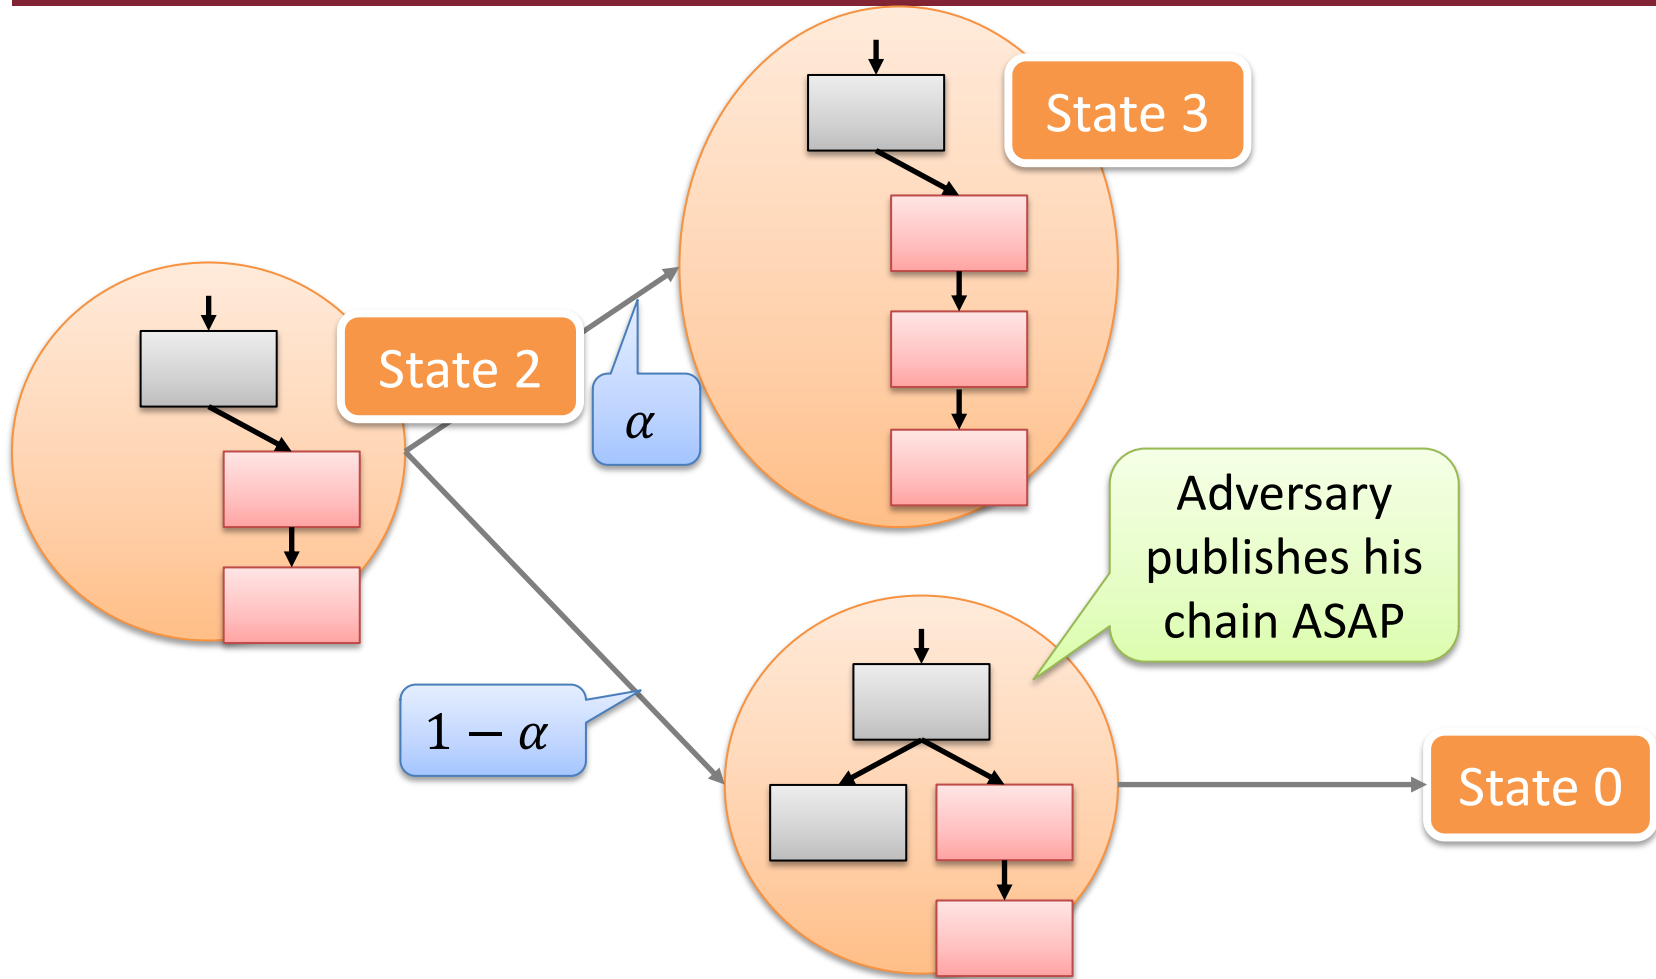 State 3
State 2
α
Adversary
publishes his
chain ASAP
1 − α
State 0